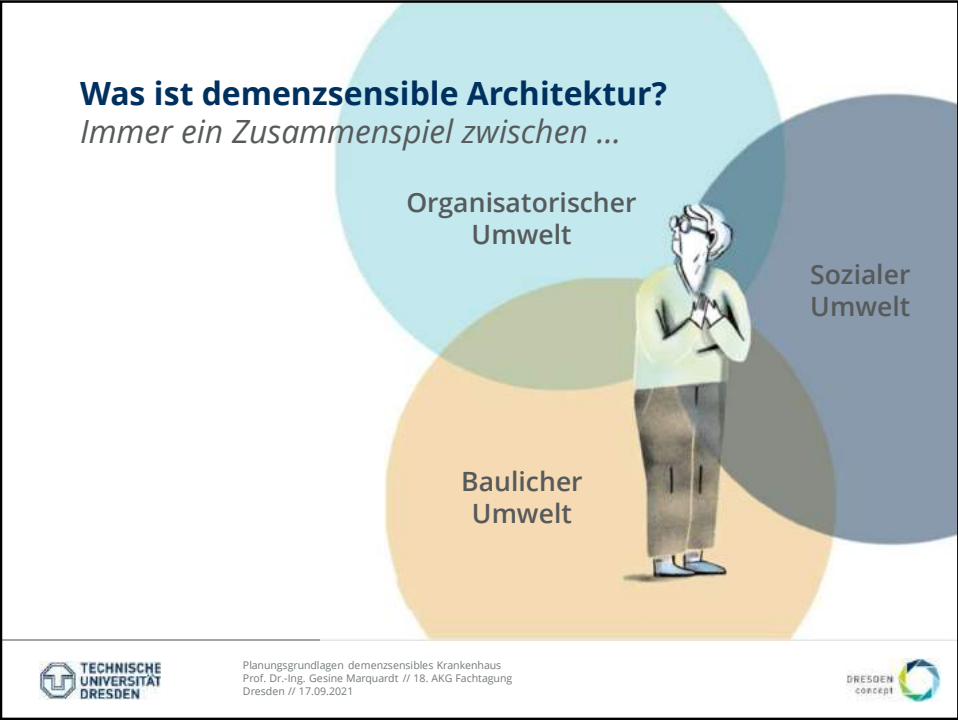 Was ist demenzsensible Architektur?
Immer ein Zusammenspiel zwischen ...
Organisatorischer
Umwelt
Sozialer
Umwelt
Baulicher
Umwelt
TECHNISCHE
UNIVERSITÄT
DRESDEN
Planungsgrundlagen demenzsensibles Krankenhaus
Prof. Dr.-Ing. Gesine Marquardt // 18. AKG Fachtagung
Dresden // 17.09.2021
DRESDEN
concept